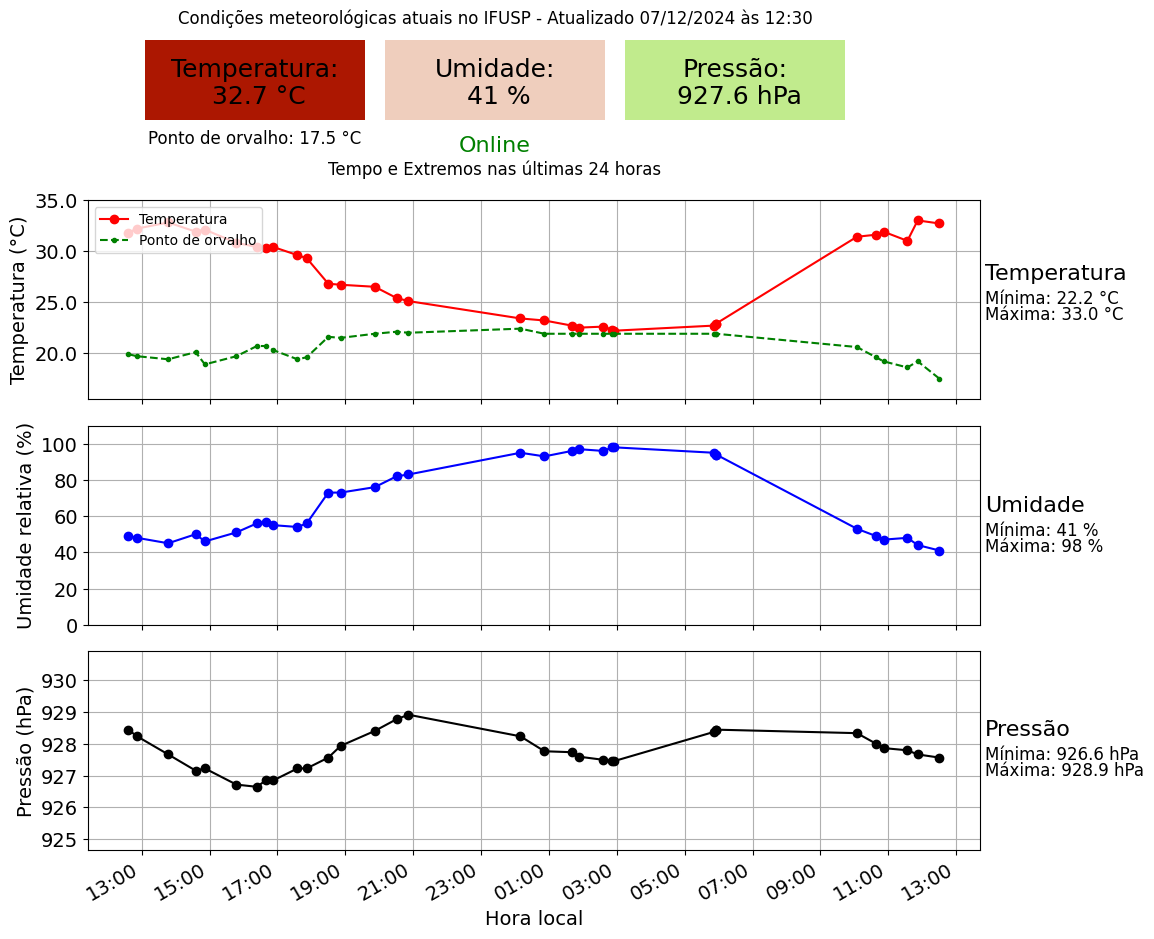 Condições meteorológicas atuais no IFUSP - Atualizado 07/12/2024 às 12:30
Temperatura:
32.7 °C
Umidade:
41 %
Pressão:
927.6 hPa
Ponto de orvalho: 17.5 °C
Online
Tempo e Extremos nas últimas 24 horas
Temperatura (°C)
35.0
30.0
25.0
20.0
Temperatura
Ponto de orvalho
Temperatura
Mínima: 22.2 °C
Máxima: 33.0 °C
Umidade relativa (%)
100
80
60
40
20
0
Umidade
Mínima: 41 %
Máxima: 98 %
Pressão (hPa)
930
929
928
927
926
925
Pressão
Mínima: 926.6 hPa
Máxima: 928.9 hPa
13:00 15:00 17:00 19:00 21:00 23:00 01:00 03:00 05:00 07:00 09:00 11:00 13:00
Hora local